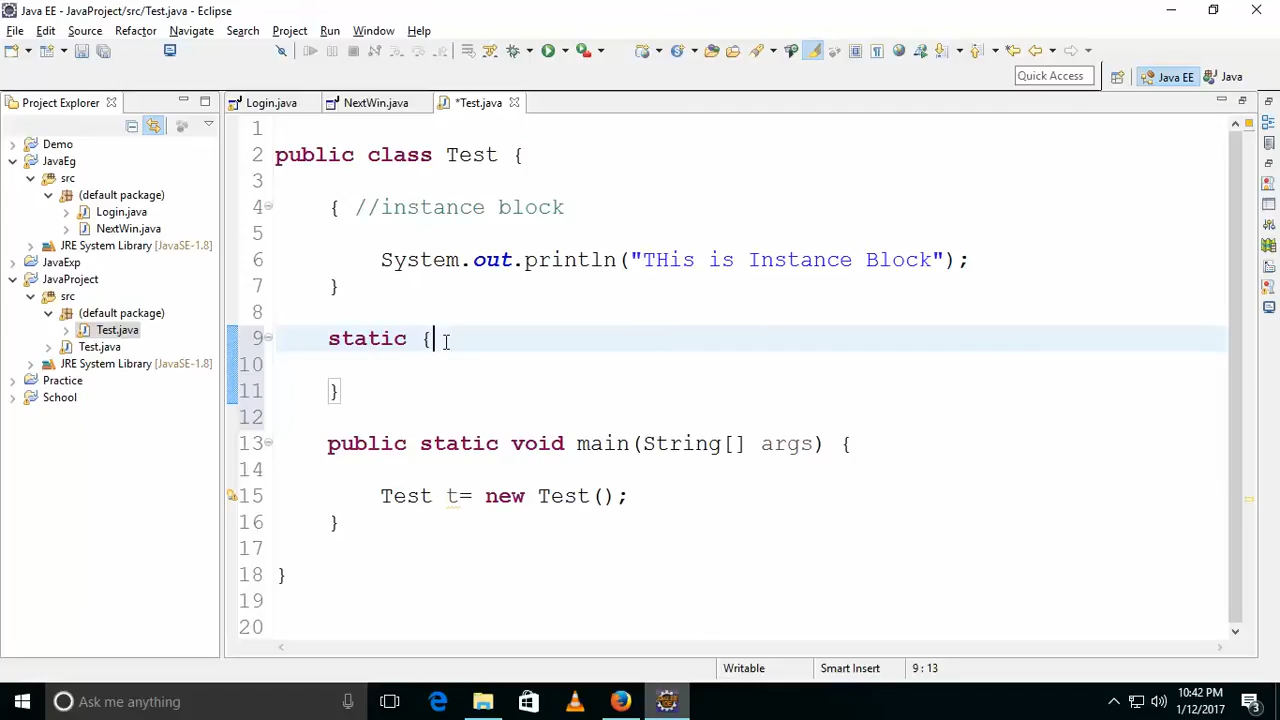 Java EE - JavaProject/src/Test.java - Eclipse
File Edit Source Refactor Navigate Search Project Run Window Help
Quick Access Java EE Java
Project Explorer Login.java NextWin.java *Test.java
Demo
JavaEg
src
(default package)
Login.java
NextWin.java
JRE System Library [JavaSE-1.8]
JavaExp
JavaProject
src
(default package)
Test.java
Test.java
JRE System Library [JavaSE-1.8]
Practice
School
1
2 public class Test {
3
4 { //instance block
5
6 System.out.println("THis is Instance Block");
7 }
8
9 static {
10
11 }
12
13 public static void main(String[] args) {
14
15 Test t= new Test();
16 }
17
18 }
19
20
Writable Smart Insert 9 : 13
Ask me anything
10:42 PM
1/12/2017
3